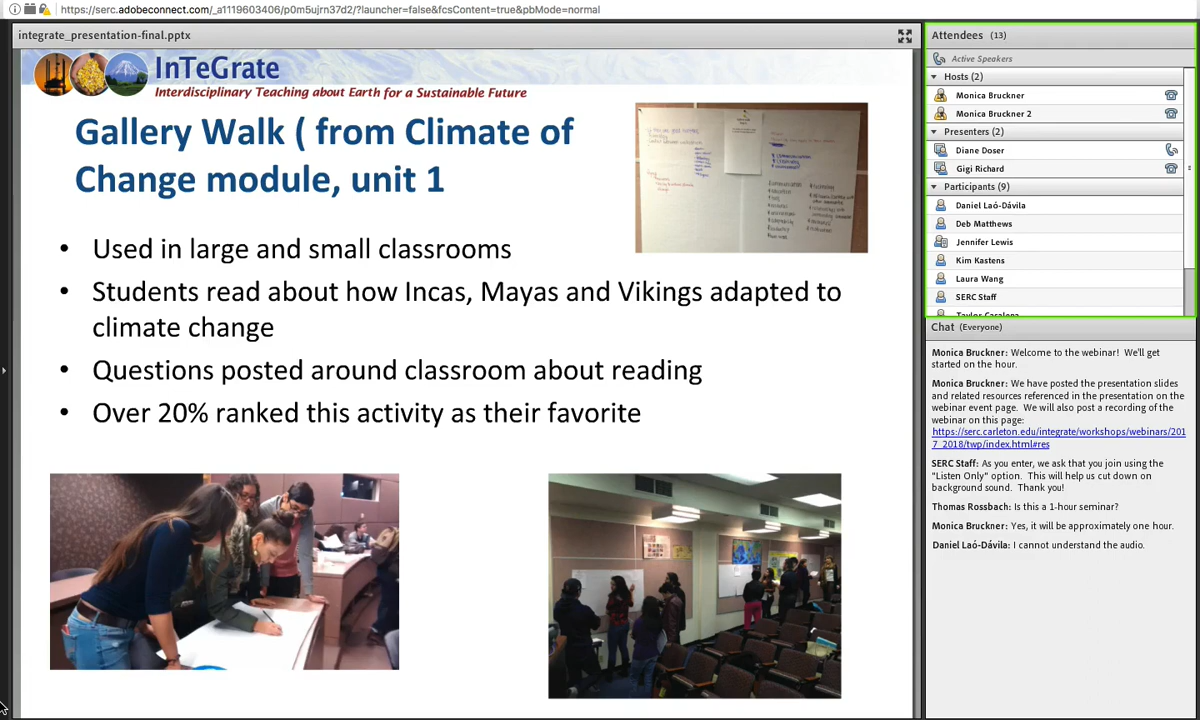 https://serc.adobeconnect.com/_a1119603406/p0m5ujrn37d2/?launcher=false&fcsContent=true&pbMode=normal
integrate_presentation-final.pptx
InTeGrate
Interdisciplinary Teaching about Earth for a Sustainable Future
Gallery Walk ( from Climate of
Change module, unit 1
• Used in large and small classrooms
• Students read about how Incas, Mayas and Vikings adapted to
climate change
• Questions posted around classroom about reading
• Over 20% ranked this activity as their favorite
Attendees (13)
Active Speakers
Hosts (2)
Monica Bruckner
Monica Bruckner 2
Presenters (2)
Diane Doser
Gigi Richard
Participants (9)
Daniel Laó-Dávila
Deb Matthews
Jennifer Lewis
Kim Kastens
Laura Wang
SERC Staff
Chat (Everyone)
Monica Bruckner: Welcome to the webinar! We'll get
started on the hour.
Monica Bruckner: We have posted the presentation slides
and related resources referenced in the presentation on the
webinar event page. We will also post a recording of the
webinar on this page:
https://serc.carleton.edu/integrate/workshops/webinars/201
7_2018/twp/index.html#res
SERC Staff: As you enter, we ask that you join using the
"Listen Only" option. This will help us cut down on
background sound. Thank you!
Thomas Rossbach: Is this a 1-hour seminar?
Monica Bruckner: Yes, it will be approximately one hour.
Daniel Laó-Dávila: I cannot understand the audio.